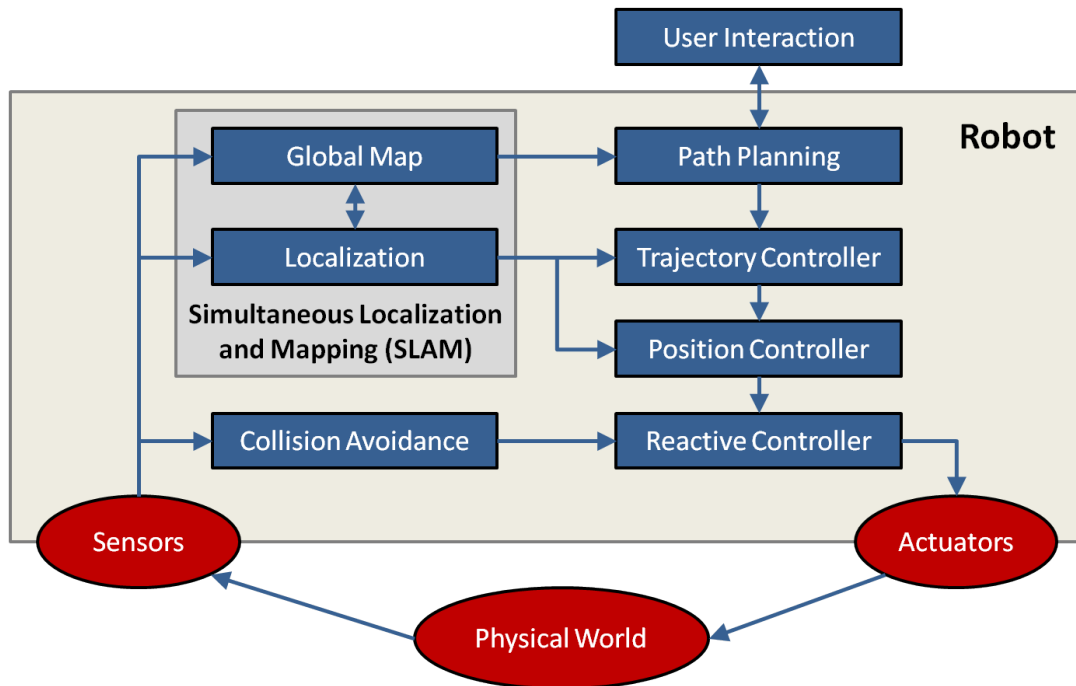 User Interaction
Robot
Global Map
Path Planning
Localization
Trajectory Controller
Simultaneous Localization
and Mapping (SLAM)
Position Controller
Collision Avoidance
Reactive Controller
Sensors
Actuators
Physical World